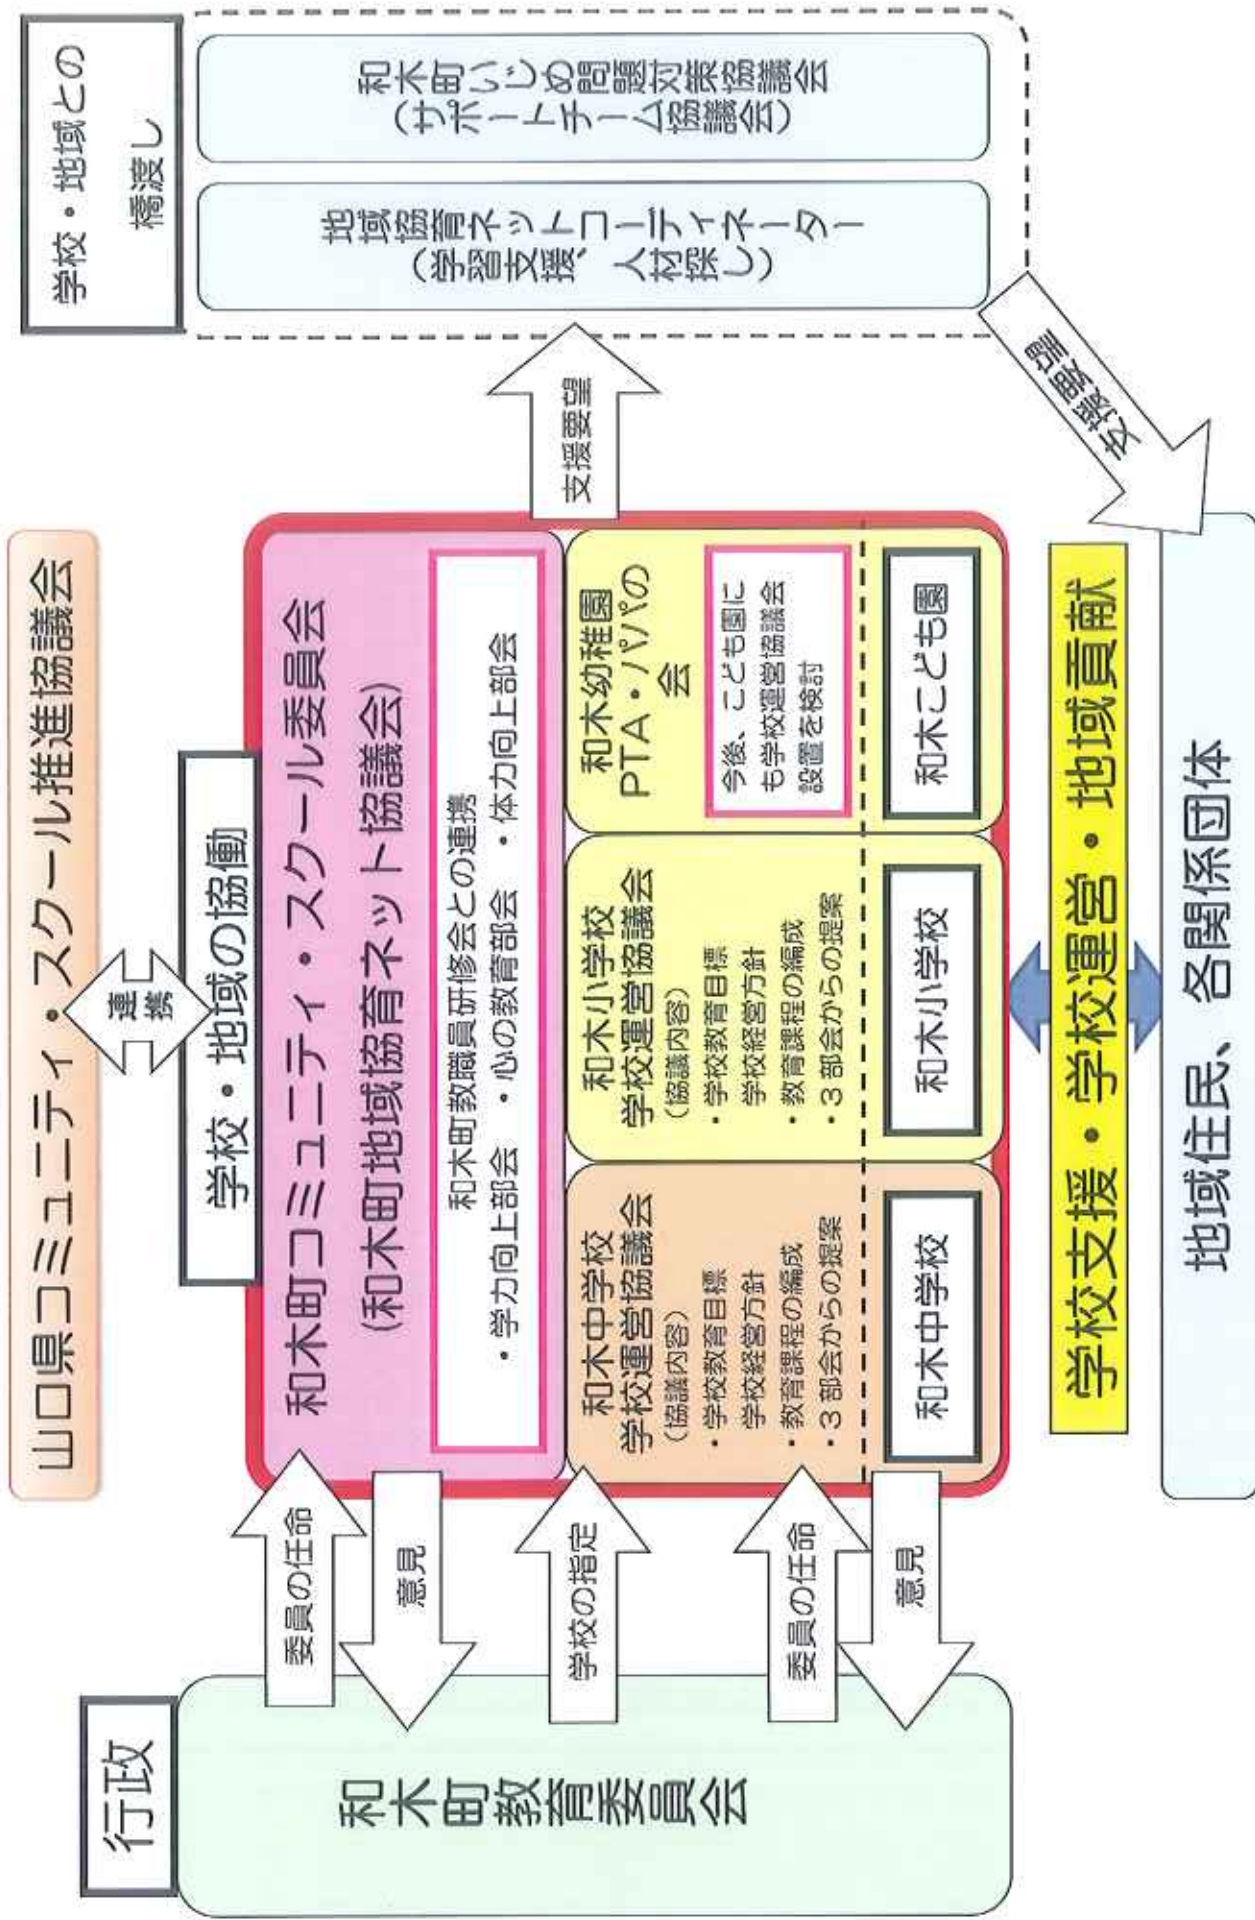 山口県コミュニティ・スクール推進協議会
連
携
学校・地域の協働
行政
和木町教育委員会
委員の任命
意見
学校の指定
委員の任命
意見
和木町コミュニティ・スクール委員会
(和木町地域協育ネット協議会)
和木町教職員研修会との連携
・学力向上部会 ・心の教育部会 ・体力向上部会
和木中学校
学校運営協議会
(協議内容)
・学校教育目標
学校経営方針
・教育課程の編成
・3部会からの提案
和木中学校
和木小学校
学校運営協議会
(協議内容)
・学校教育目標
学校経営方針
・教育課程の編成
・3部会からの提案
和木小学校
和木幼稚園
PTA・パパの
会
今後、こども園に
も学校運営協議会
設置を検討
和木こども園
支援要望
学校・地域との
橋渡し
地域協育ネットコーディネーター
(学習支援、人材探し)
和木町いじめ問題対策協議会
(サポートチーム協議会)
支援要望
学校支援・学校運営・地域貢献
地域住民、各関係団体